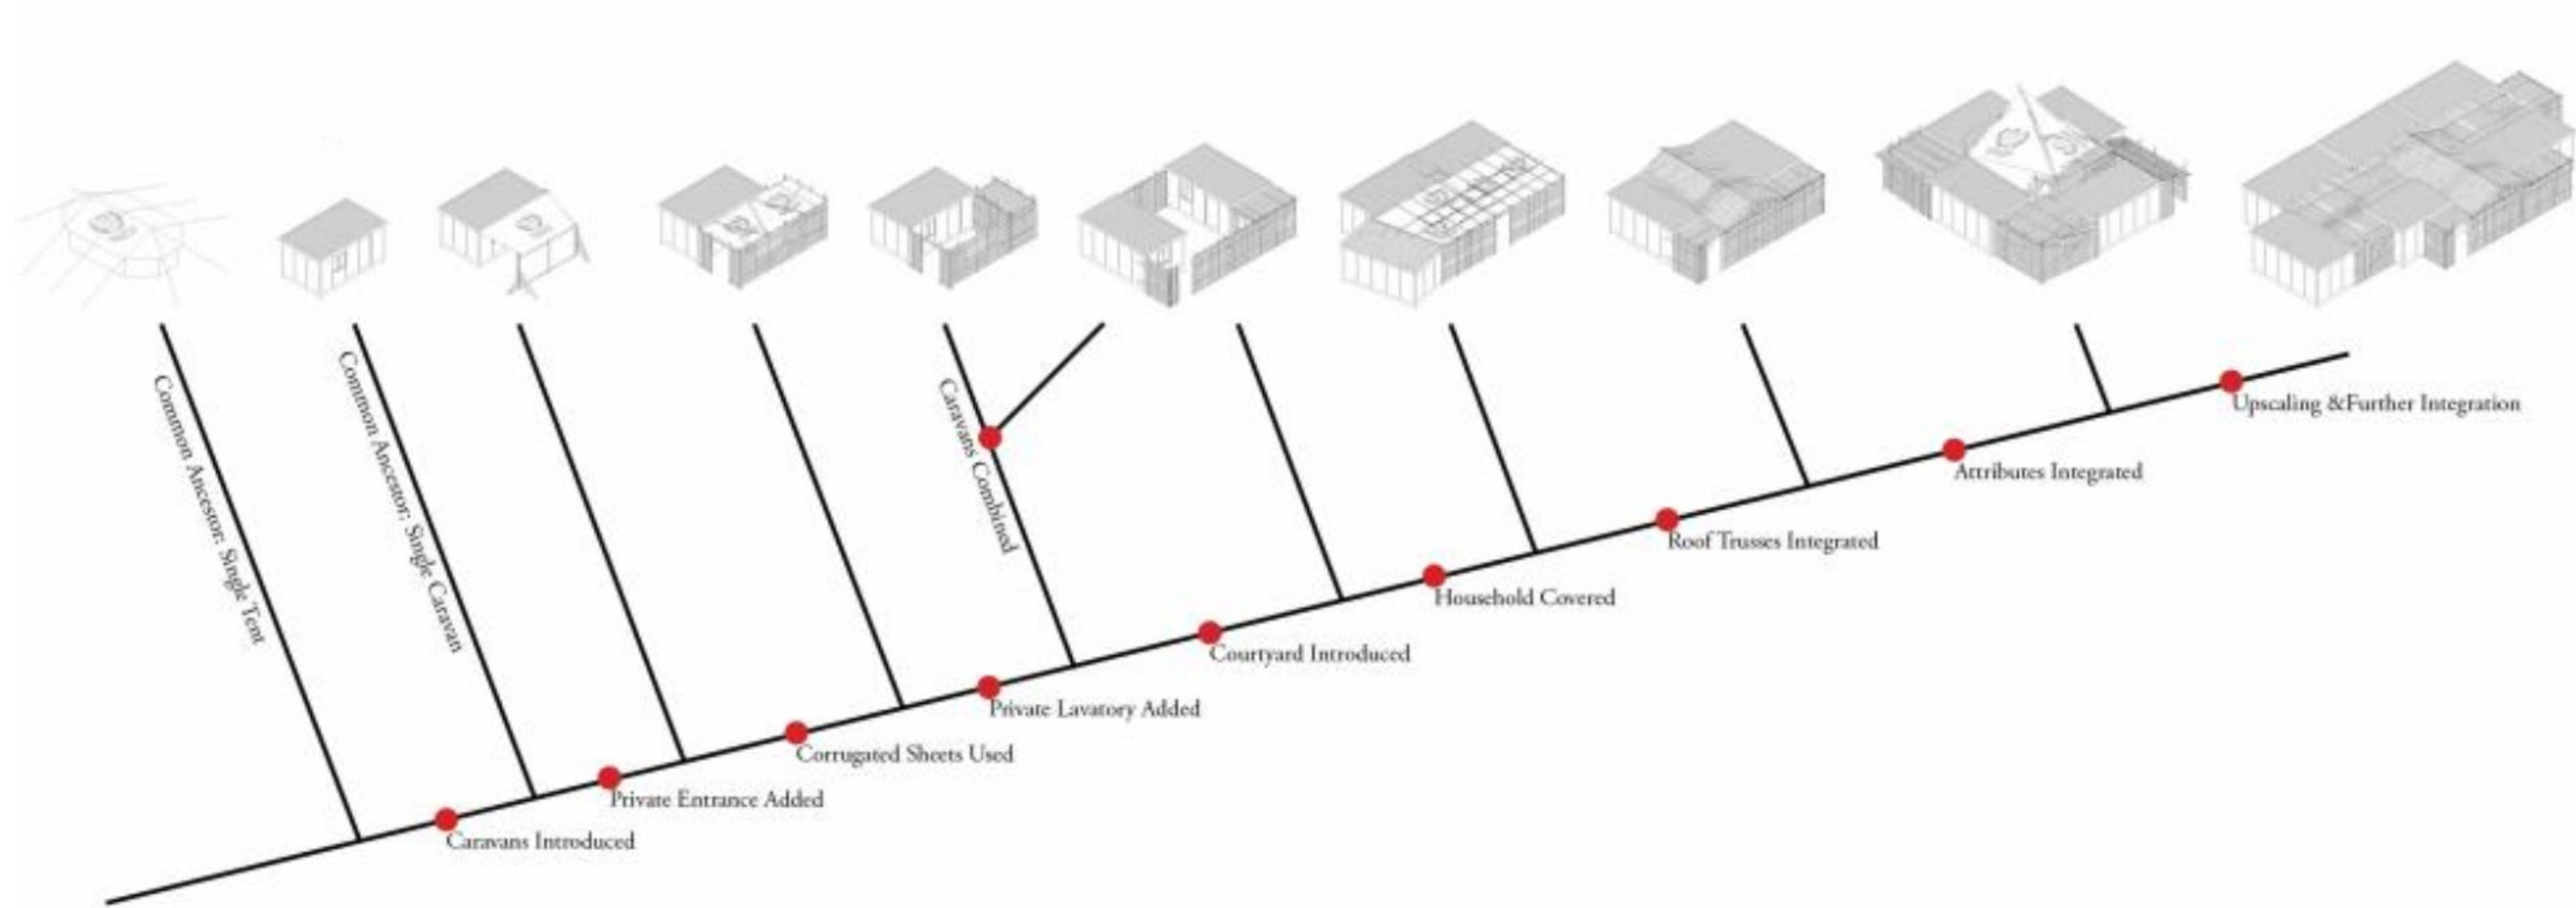 Common Ancestor: Single Tent
Common Ancestor: Single Caravan
Caravans Combined
Upscaling &Further Integration
Attributes Integrated
Roof Trusses Integrated
Household Covered
Courtyard Introduced
Private Lavatory Added
Corrugated Sheets Used
Private Entrance Added
Caravans Introduced